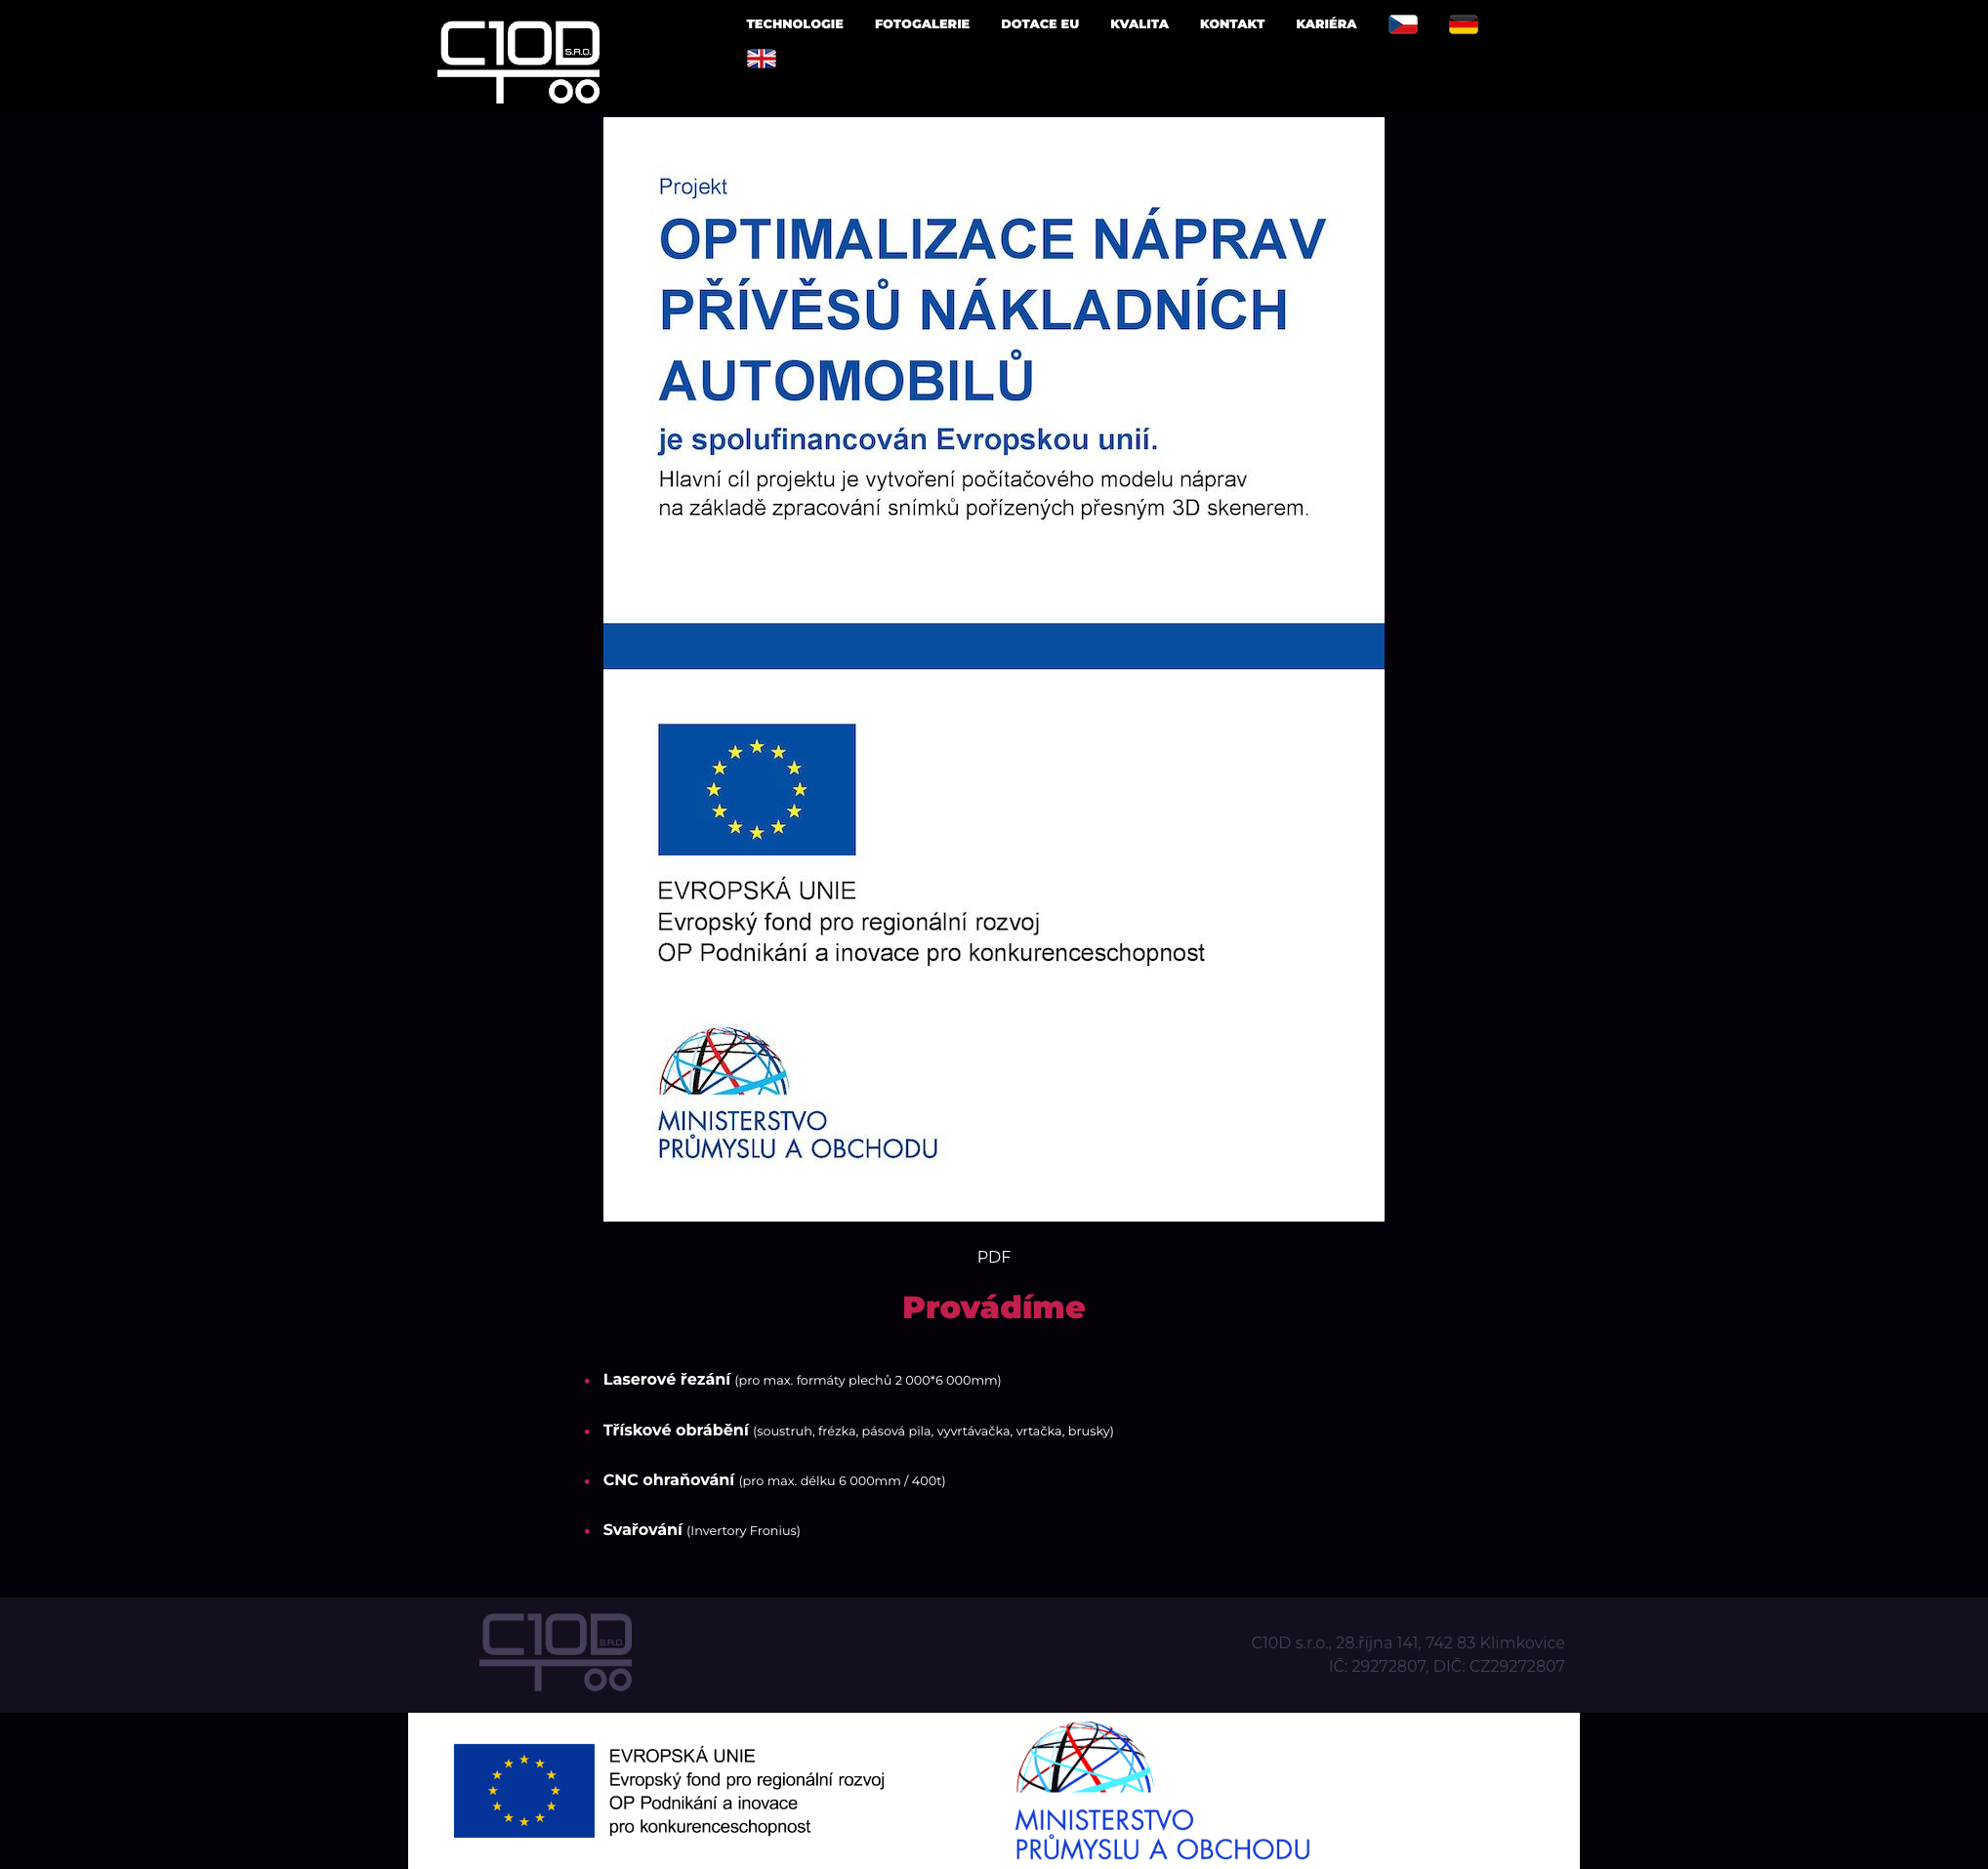 C10D S.R.O.
TECHNOLOGIE FOTOGALERIE DOTACE EU KVALITA KONTAKT KARIÉRA
Projekt
OPTIMALIZACE NÁPRAV
PŘÍVĚSŮ NÁKLADNÍCH
AUTOMOBILŮ
je spolufinancován Evropskou unií.
Hlavní cíl projektu je vytvoření počítačového modelu náprav
na základě zpracování snímků pořízených přesným 3D skenerem.
EVROPSKÁ UNIE
Evropský fond pro regionální rozvoj
OP Podnikání a inovace pro konkurenceschopnost
MINISTERSTVO
PRŮMYSLU A OBCHODU
PDF
Provádíme
Laserové řezání (pro max. formáty plechů 2 000*6 000mm)
Třískové obrábění (soustruh, frézka, pásová pila, vyvrtávačka, vrtačka, brusky)
CNC ohraňování (pro max. délku 6 000mm / 400t)
Svařování (Invertory Fronius)
C10D S.R.O.
C10D s.r.o., 28.října 141, 742 83 Klimkovice
IČ: 29272807, DIČ: CZ29272807
EVROPSKÁ UNIE
Evropský fond pro regionální rozvoj
OP Podnikání a inovace
pro konkurenceschopnost
MINISTERSTVO
PRŮMYSLU A OBCHODU